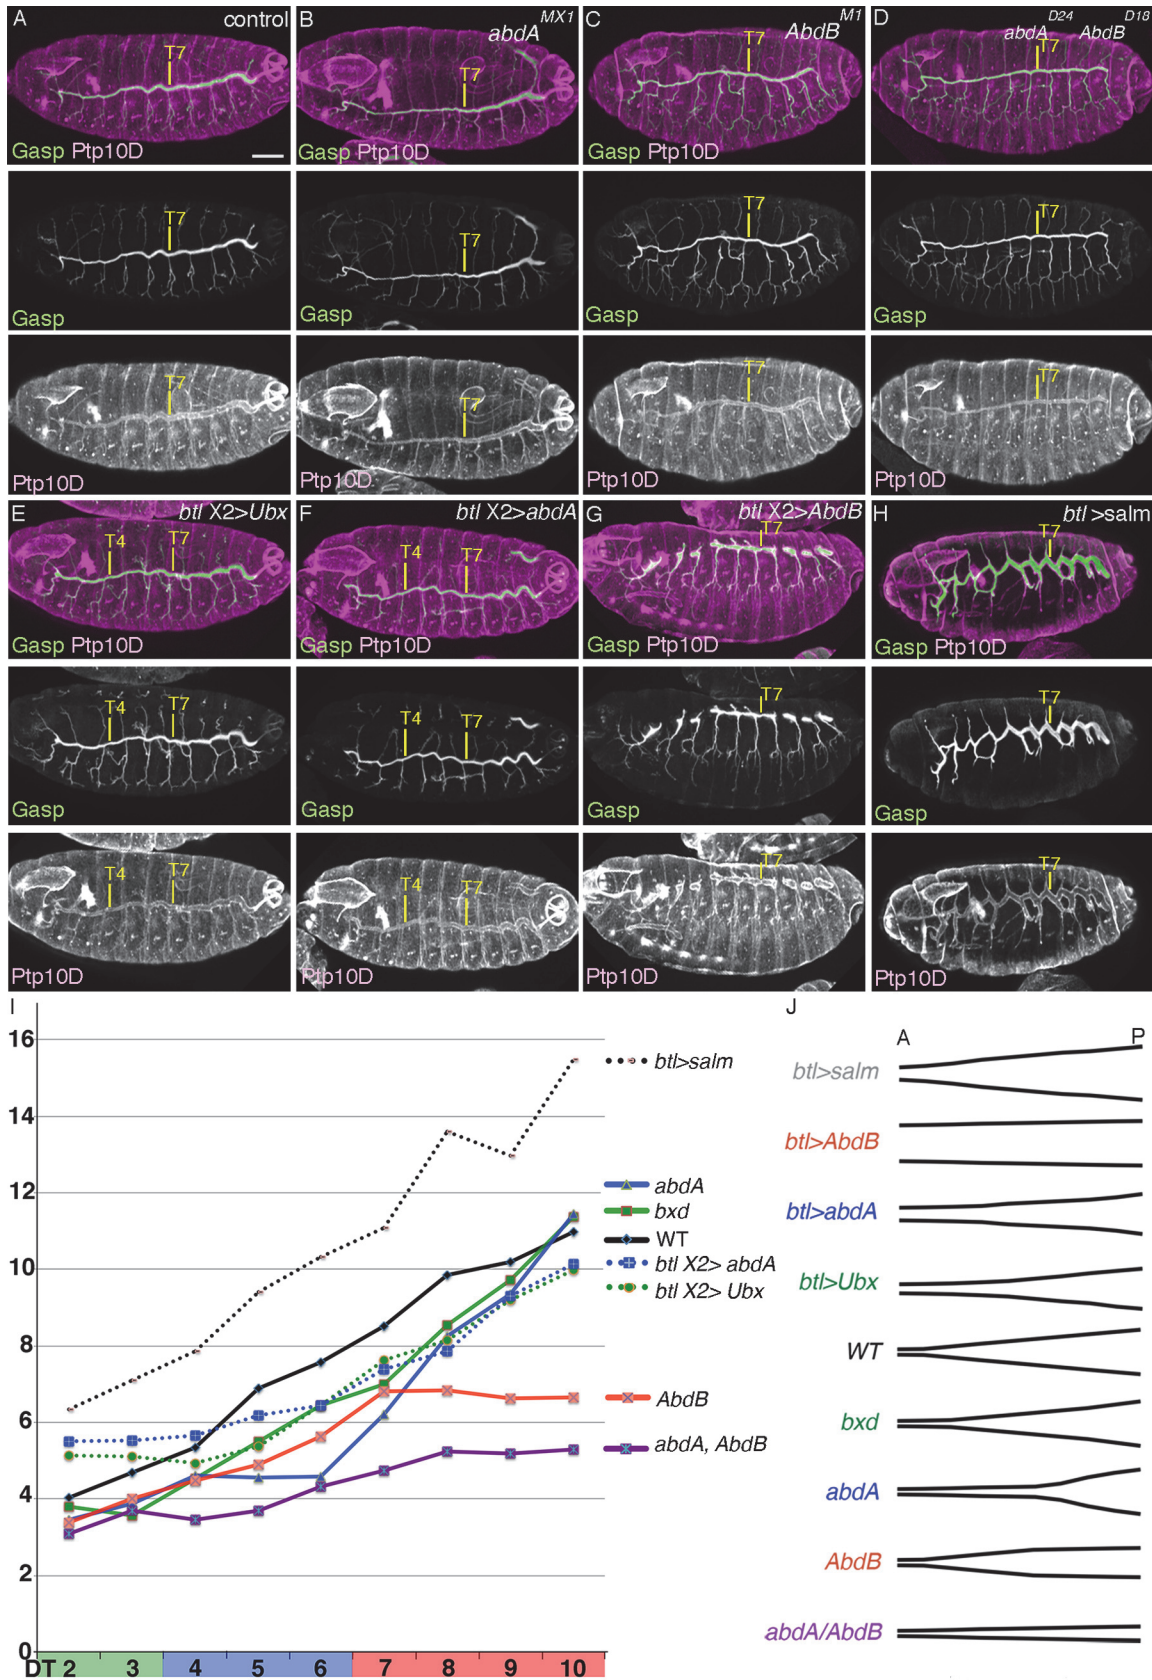 A control
B abdA MX1
C AbdB M1
D abdA D24 AbdB D18
T7 T7 T7 T7
Gasp Ptp10D Gasp Ptp10D Gasp Ptp10D Gasp Ptp10D
T7 T7 T7 T7
Gasp Gasp Gasp Gasp
T7 T7 T7 T7
Ptp10D Ptp10D Ptp10D Ptp10D
E btl X2>Ubx
F btl X2>abdA
G btl X2>AbdB
H btl >salm
T4 T7 T4 T7 T7 T7
Gasp Ptp10D Gasp Ptp10D Gasp Ptp10D Gasp Ptp10D
T4 T7 T4 T7 T7 T7
Gasp Gasp Gasp Gasp
T4 T7 T4 T7 T7 T7
Ptp10D Ptp10D Ptp10D Ptp10D
I
16
14
12
10
8
6
4
2
0
DT 2 3 4 5 6 7 8 9 10
btl>salm
abdA
bxd
WT
btl X2> abdA
btl X2> Ubx
AbdB
abdA, AbdB
J
A P
btl>salm
btl>AbdB
btl>abdA
btl>Ubx
WT
bxd
abdA
AbdB
abdA/AbdB